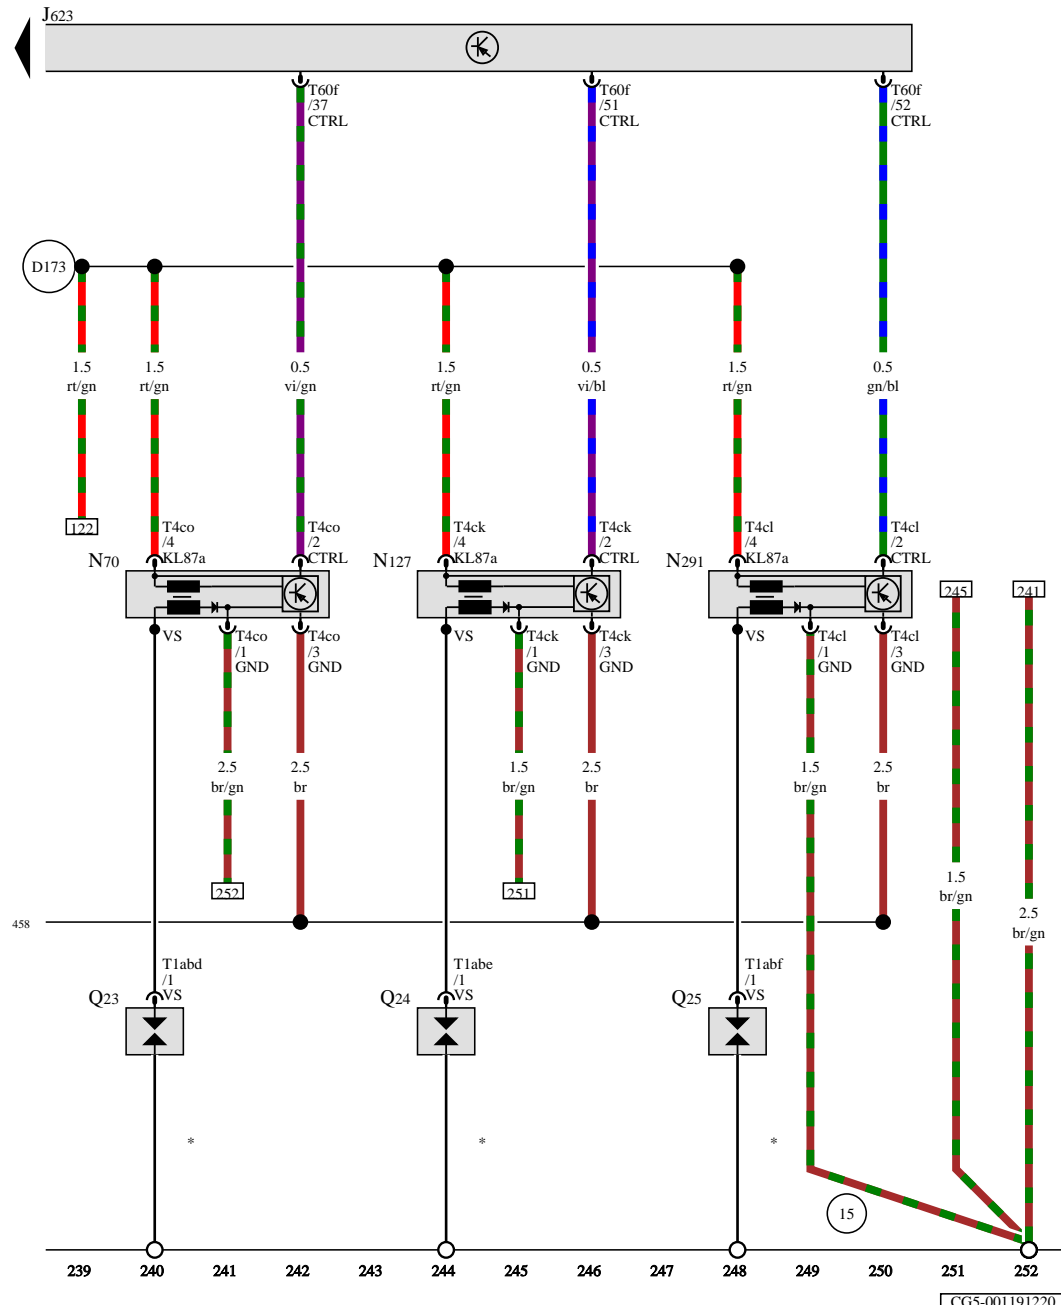 J623
T60f
/37
CTRL
T60f
/51
CTRL
T60f
/52
CTRL
D173
1.5
rt/gn
1.5
rt/gn
0.5
vi/gn
1.5
rt/gn
0.5
vi/bl
1.5
rt/gn
0.5
gn/bl
122
T4co
/4
KL87a
T4co
/2
CTRL
T4ck
/4
KL87a
T4ck
/2
CTRL
T4cl
/4
KL87a
T4cl
/2
CTRL
N70
N127
N291
245
241
VS
T4co
/1
GND
T4co
/3
GND
VS
T4ck
/1
GND
T4ck
/3
GND
VS
T4cl
/1
GND
T4cl
/3
GND
2.5
br/gn
2.5
br
1.5
br/gn
2.5
br
1.5
br/gn
2.5
br
1.5
br/gn
2.5
br/gn
252
251
458
T1abd
/1
VS
T1abe
/1
VS
T1abf
/1
VS
Q23
Q24
Q25
* * *
15
239 240 241 242 243 244 245 246 247 248 249 250 251 252
CG5-001191220